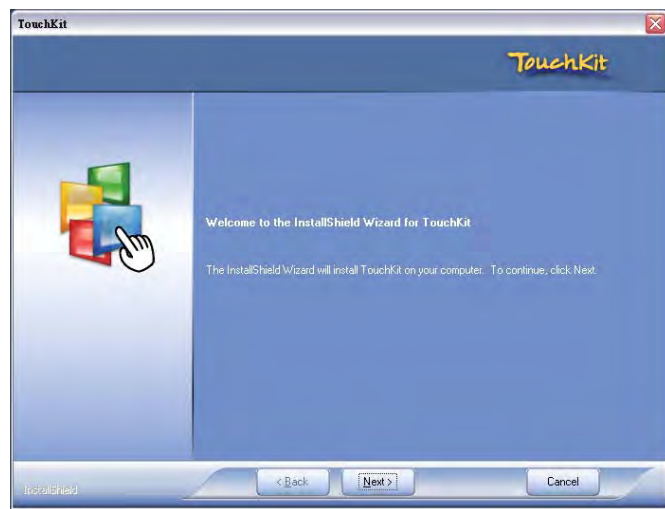 TouchKit
TouchKit
Welcome to the InstallShield Wizard for TouchKit
The InstallShield Wizard will install TouchKit on your computer. To continue, click Next.
InstallShield
< Back
Next >
Cancel